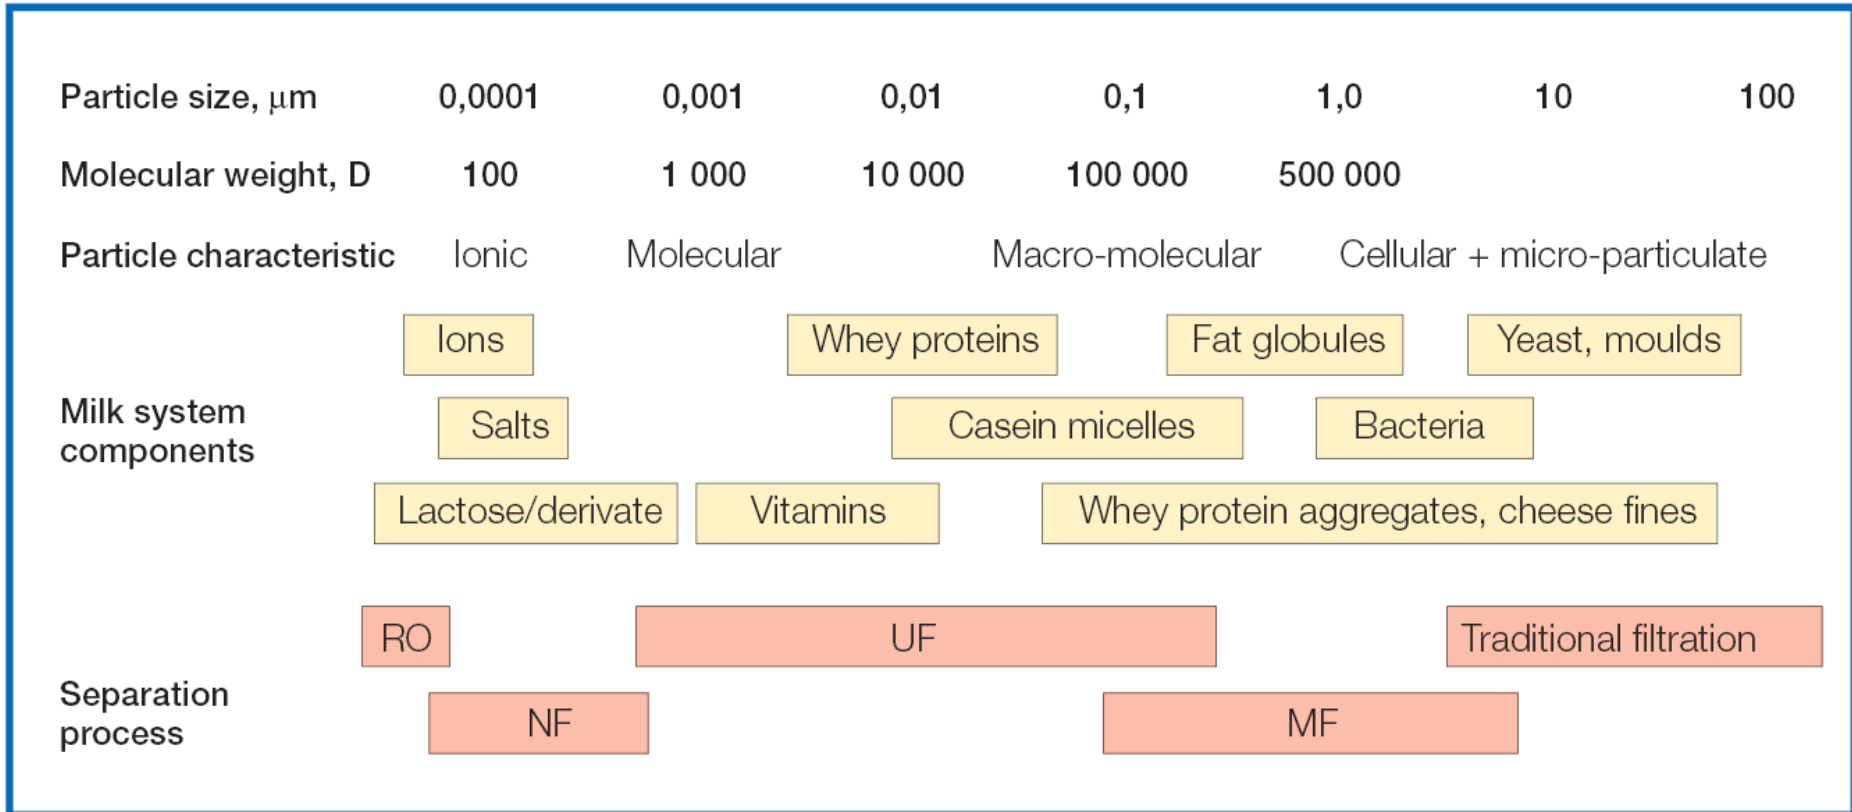 Particle size, μm 0,0001 0,001 0,01 0,1 1,0 10 100
Molecular weight, D 100 1 000 10 000 100 000 500 000
Particle characteristic Ionic Molecular Macro-molecular Cellular + micro-particulate
Ions Whey proteins Fat globules Yeast, moulds
Milk system
components
Salts Casein micelles Bacteria
Lactose/derivate Vitamins Whey protein aggregates, cheese fines
RO UF Traditional filtration
Separation
process
NF MF